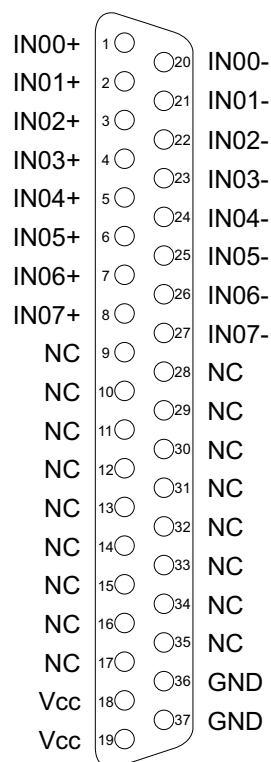 IN00+ 1
20 IN00-
IN01+ 2
21 IN01-
IN02+ 3
22 IN02-
IN03+ 4
23 IN03-
IN04+ 5
24 IN04-
IN05+ 6
25 IN05-
IN06+ 7
26 IN06-
IN07+ 8
27 IN07-
NC 9
28 NC
NC 10
29 NC
NC 11
30 NC
NC 12
31 NC
NC 13
32 NC
NC 14
33 NC
NC 15
34 NC
NC 16
35 NC
NC 17
36 GND
Vcc 18
37 GND
Vcc 19